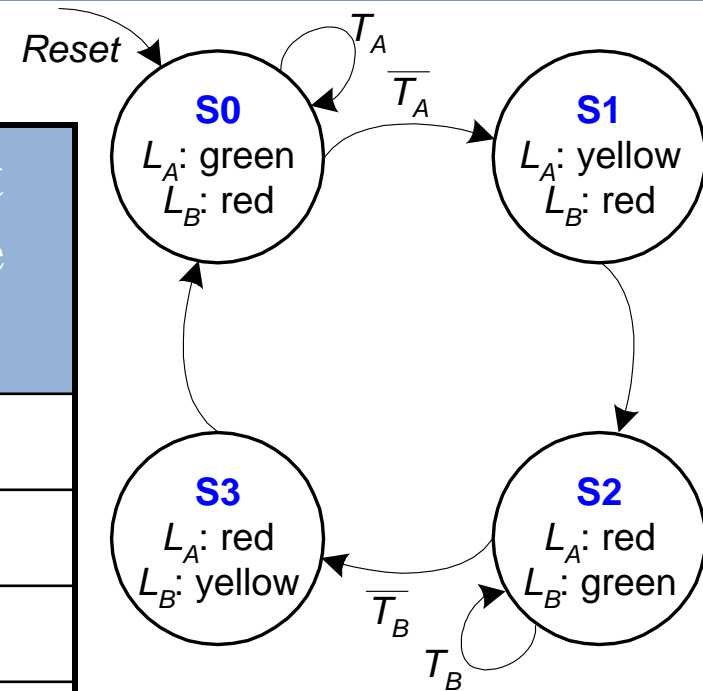 Reset
T_A
T̅_A
S0
L_A: green
L_B: red
S1
L_A: yellow
L_B: red
S3
L_A: red
L_B: yellow
S2
L_A: red
L_B: green
T̅_B
T_B